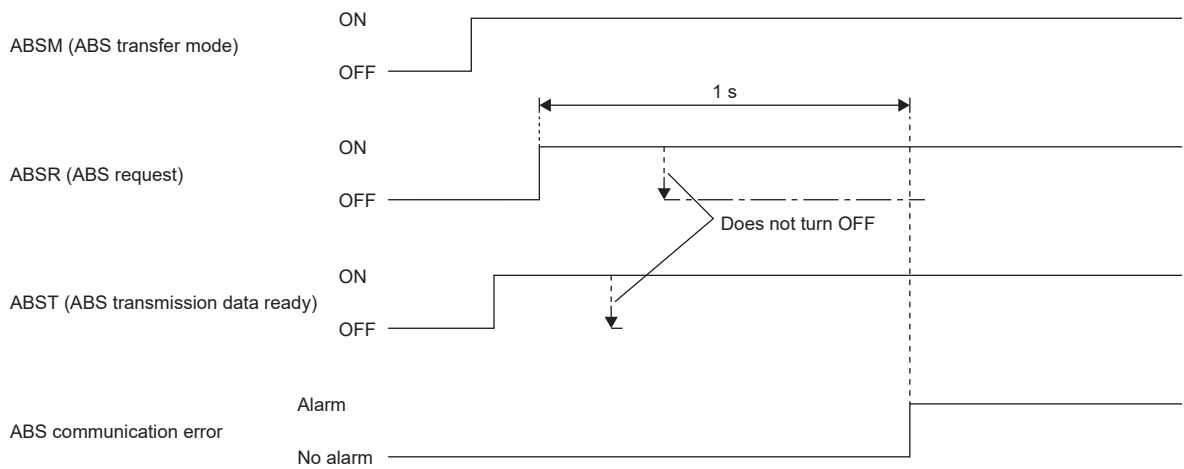 ON
ABSM (ABS transfer mode)
OFF
1 s
ON
ABSR (ABS request)
OFF
Does not turn OFF
ON
ABST (ABS transmission data ready)
OFF
Alarm
ABS communication error
No alarm